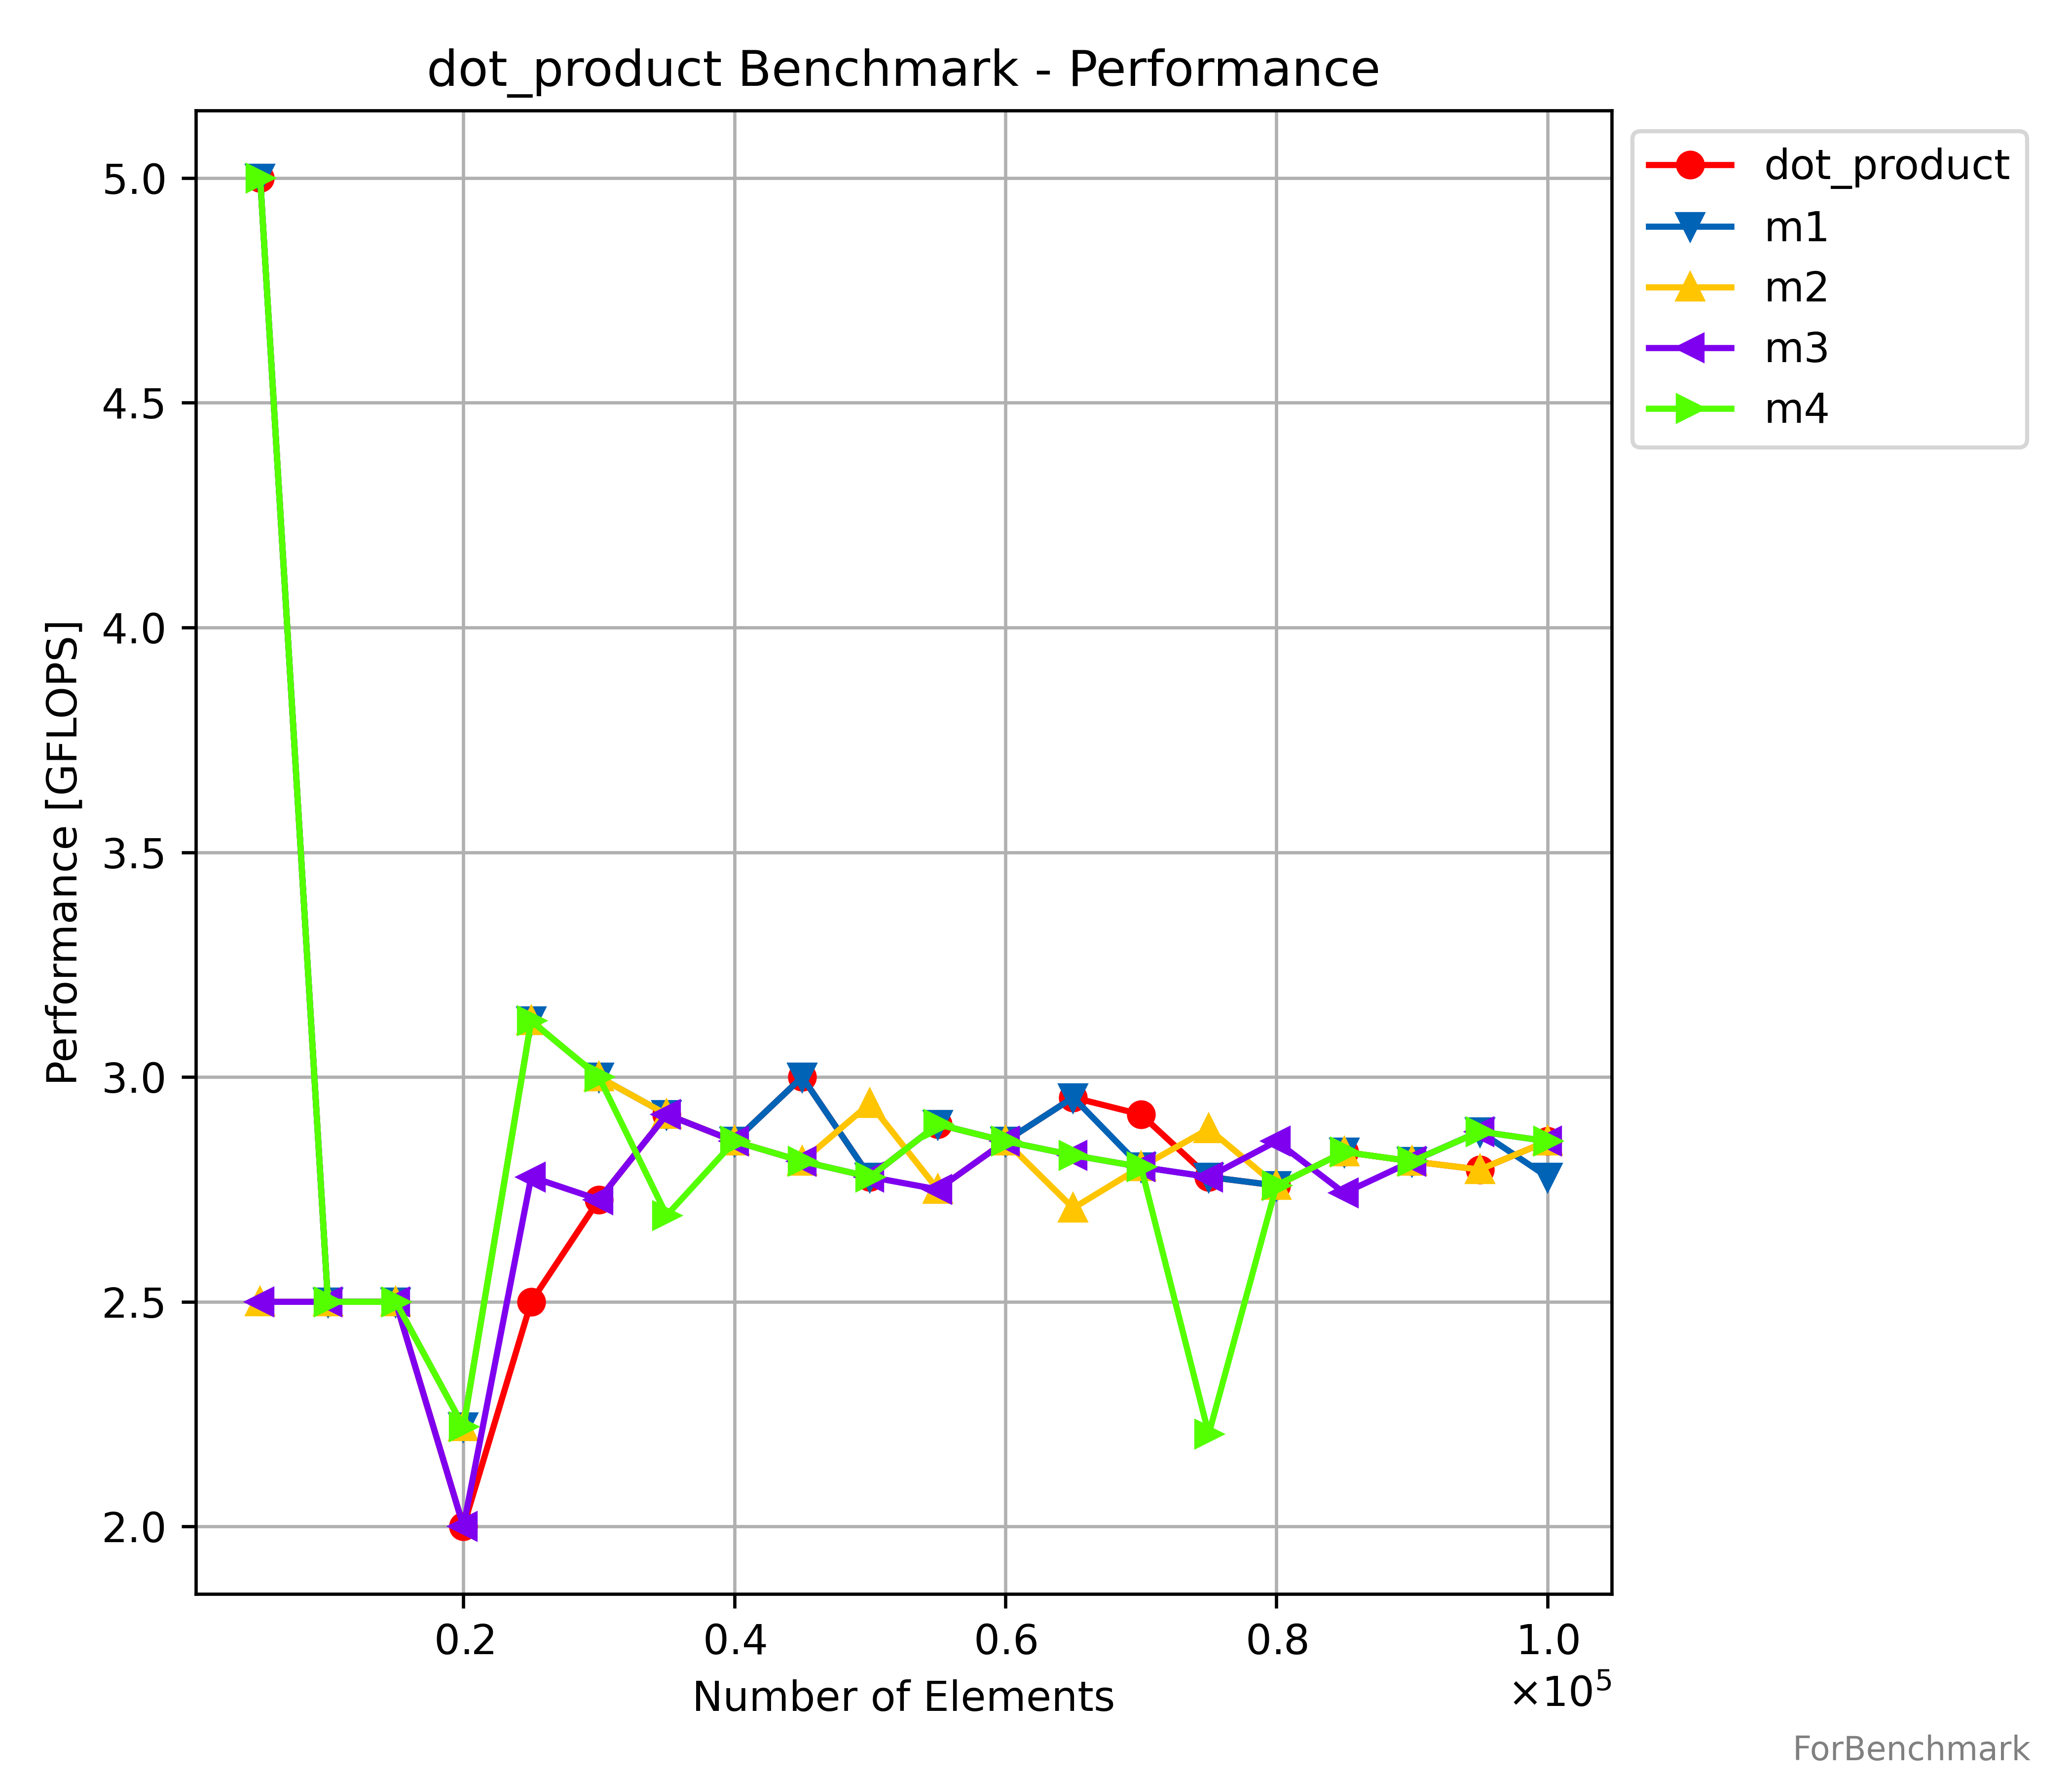 dot_product Benchmark - Performance
dot_product
m1
m2
m3
m4
Performance [GFLOPS]
5.0
4.5
4.0
3.5
3.0
2.5
2.0
0.2 0.4 0.6 0.8 1.0
×10⁵
Number of Elements
ForBenchmark